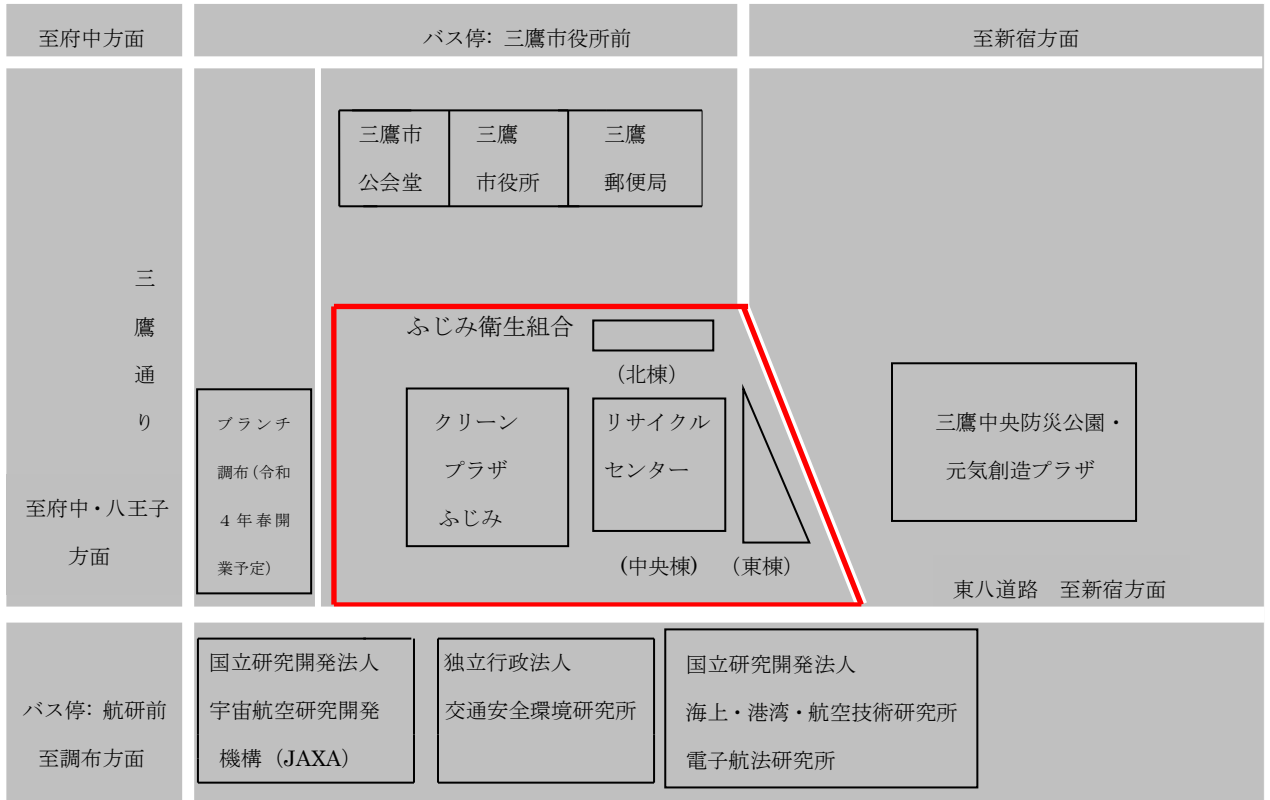 至府中方面
バス停: 三鷹市役所前
至新宿方面
三鷹市
公会堂
三鷹
市役所
三鷹
郵便局
三鷹通り
至府中・八王子
方面
ブランチ
調布(令和
4年春開
業予定)
ふじみ衛生組合
(北棟)
クリーン
プラザ
ふじみ
リサイクル
センター
(中央棟)
(東棟)
三鷹中央防災公園・
元気創造プラザ
東八道路 至新宿方面
バス停: 航研前
至調布方面
国立研究開発法人
宇宙航空研究開発
機構（JAXA）
独立行政法人
交通安全環境研究所
国立研究開発法人
海上・港湾・航空技術研究所
電子航法研究所